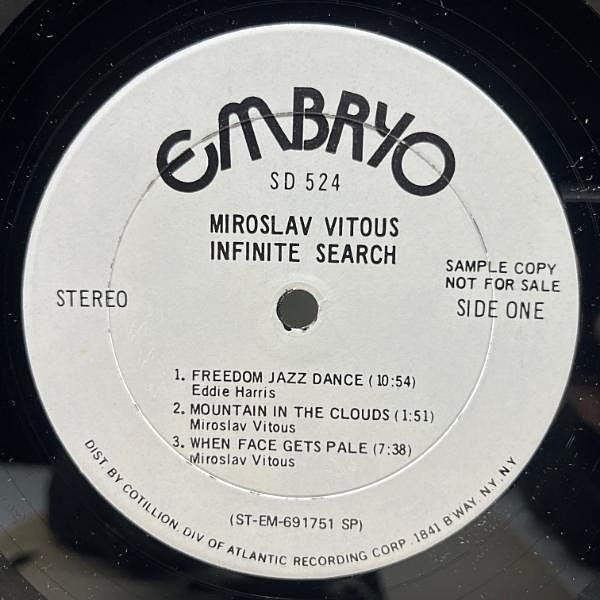 EMBRYO
SD 524
MIROSLAV VITOUS
INFINITE SEARCH
SAMPLE COPY
NOT FOR SALE
STEREO
SIDE ONE
1. FREEDOM JAZZ DANCE (10:54)
Eddie Harris
2. MOUNTAIN IN THE CLOUDS (1:51)
Miroslav Vitous
3. WHEN FACE GETS PALE (7:38)
Miroslav Vitous
(ST-EM-691751 SP)
DIST. BY COTILLION, DIV OF ATLANTIC RECORDING CORP. 1841 B'WAY, N.Y. N.Y